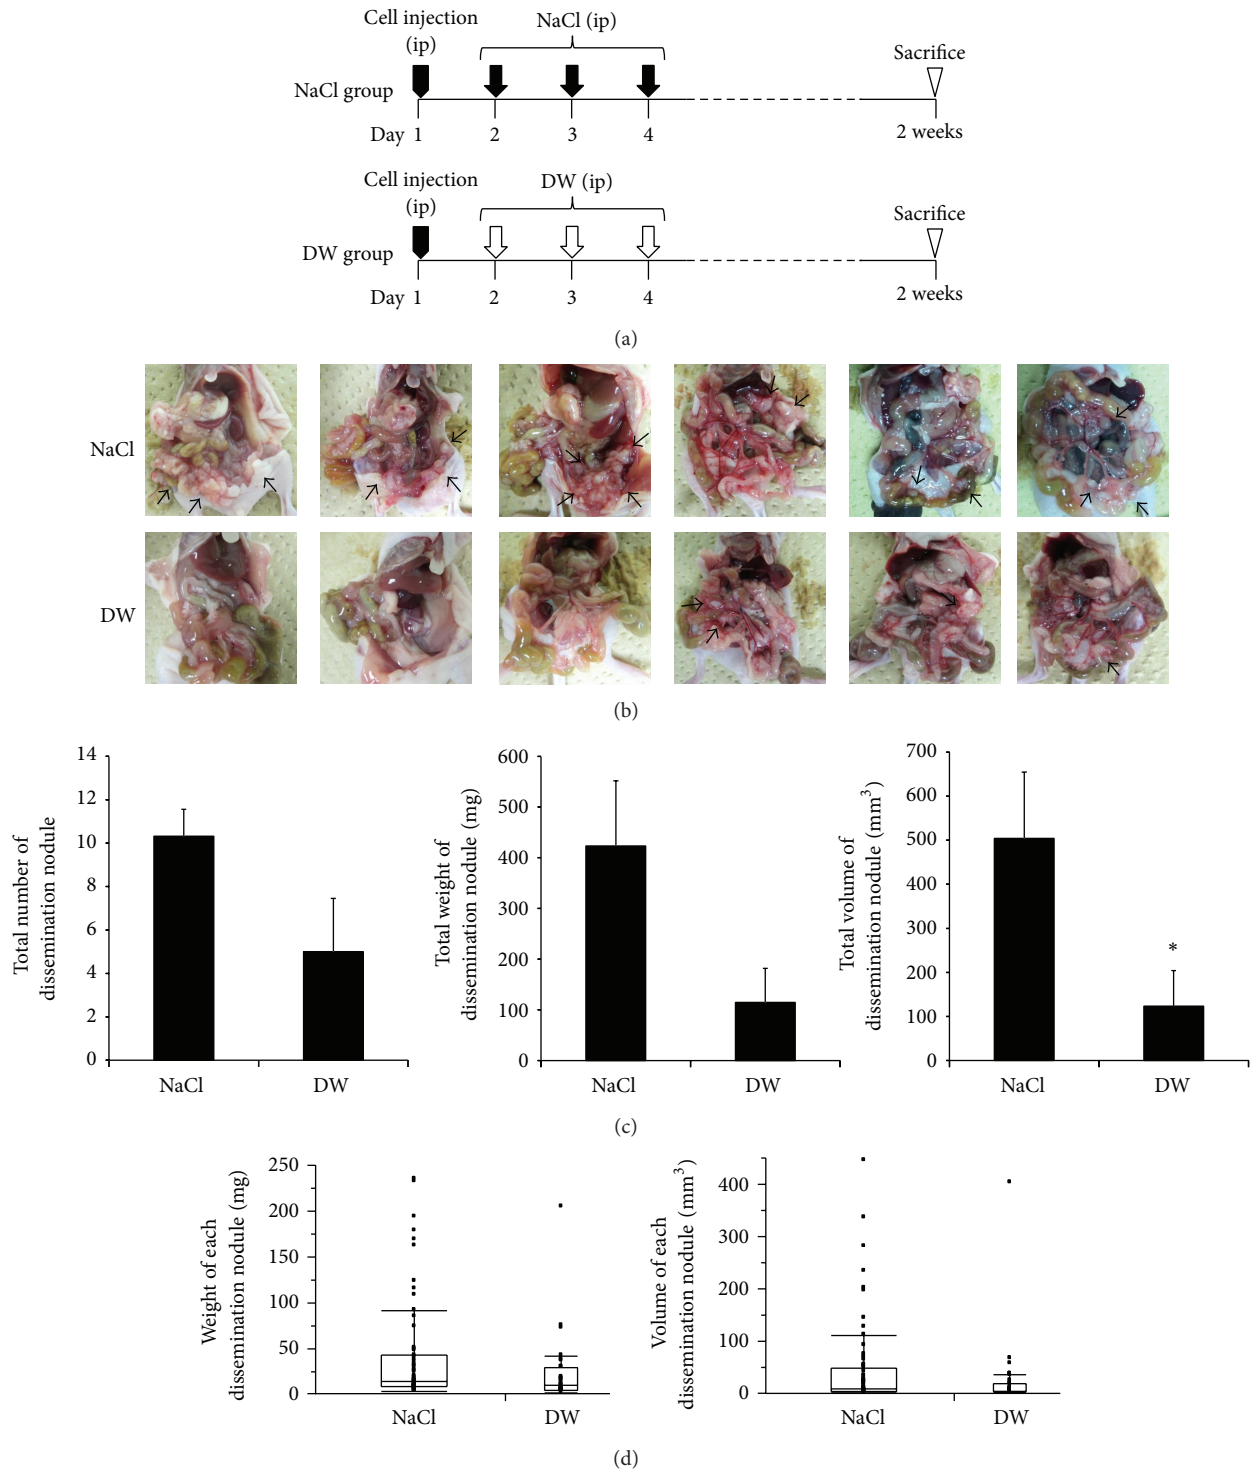 Cell injection
(ip)
NaCl (ip)
Sacrifice
NaCl group
Day 1 2 3 4 2 weeks
Cell injection
(ip)
DW (ip)
Sacrifice
DW group
Day 1 2 3 4 2 weeks
(a)
NaCl
DW
(b)
Total number of
dissemination nodule
14
12
10
8
6
4
2
0
NaCl DW
Total weight of
dissemination nodule (mg)
600
500
400
300
200
100
0
NaCl DW
Total volume of
dissemination nodule (mm³)
700
600
500
400
300
200
100
0
*
NaCl DW
(c)
Weight of each
dissemination nodule (mg)
250
200
150
100
50
0
NaCl DW
Volume of each
dissemination nodule (mm³)
400
300
200
100
0
NaCl DW
(d)